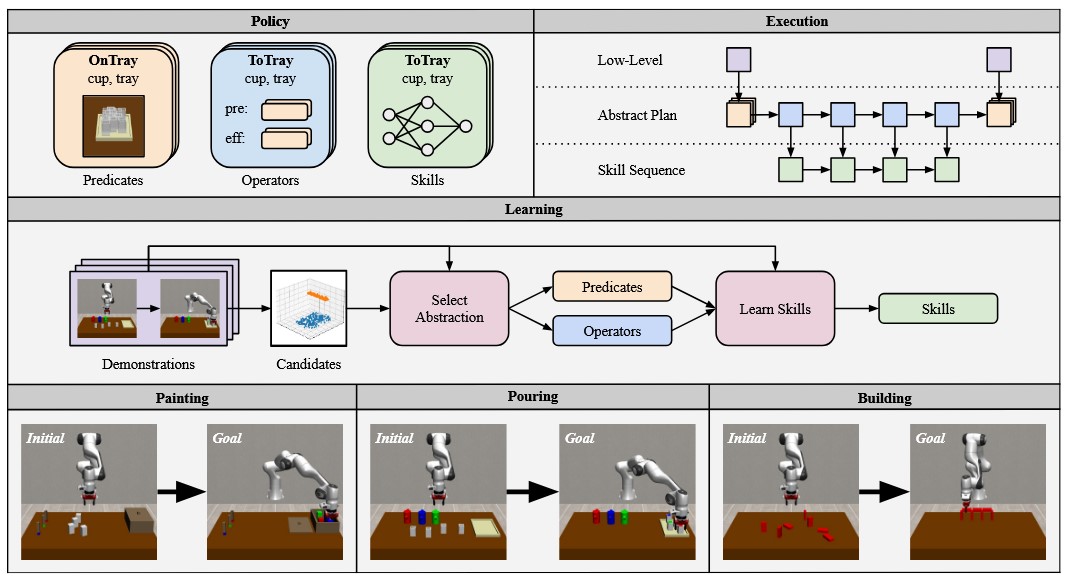 Policy
Execution
OnTray
cup, tray
Predicates
ToTray
cup, tray
pre:
eff:
Operators
ToTray
cup, tray
Skills
Low-Level
Abstract Plan
Skill Sequence
Learning
Demonstrations
Candidates
Select
Abstraction
Predicates
Operators
Learn Skills
Skills
Painting
Initial
Goal
Pouring
Initial
Goal
Building
Initial
Goal